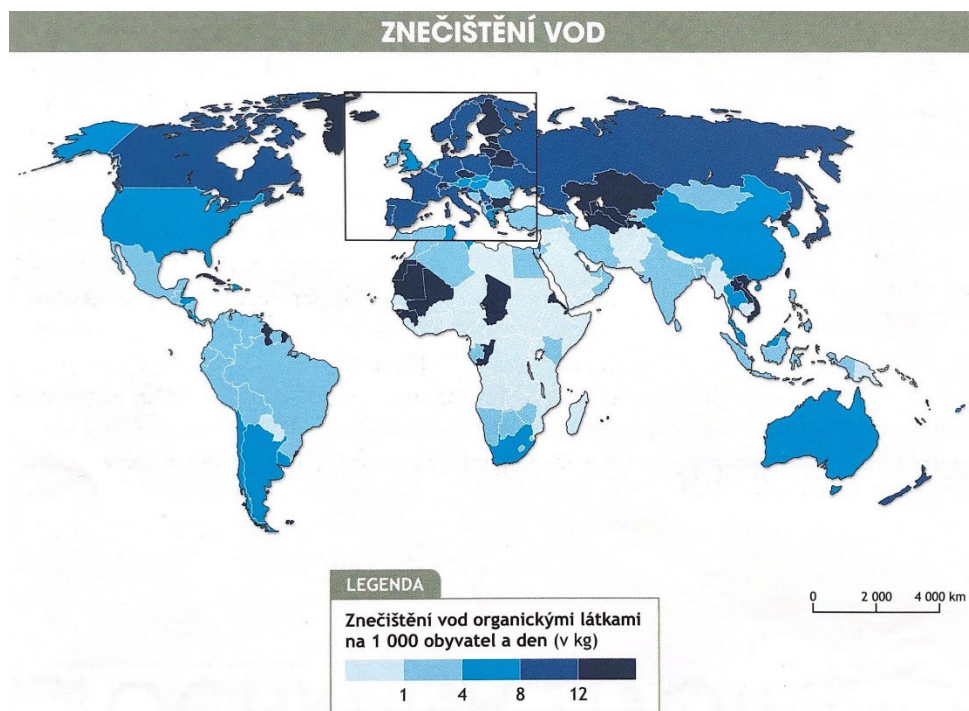 ZNEČIŠTĚNÍ VOD
LEGENDA
Znečištění vod organickými látkami
na 1 000 obyvatel a den (v kg)
1 4 8 12
0 2 000 4 000 km